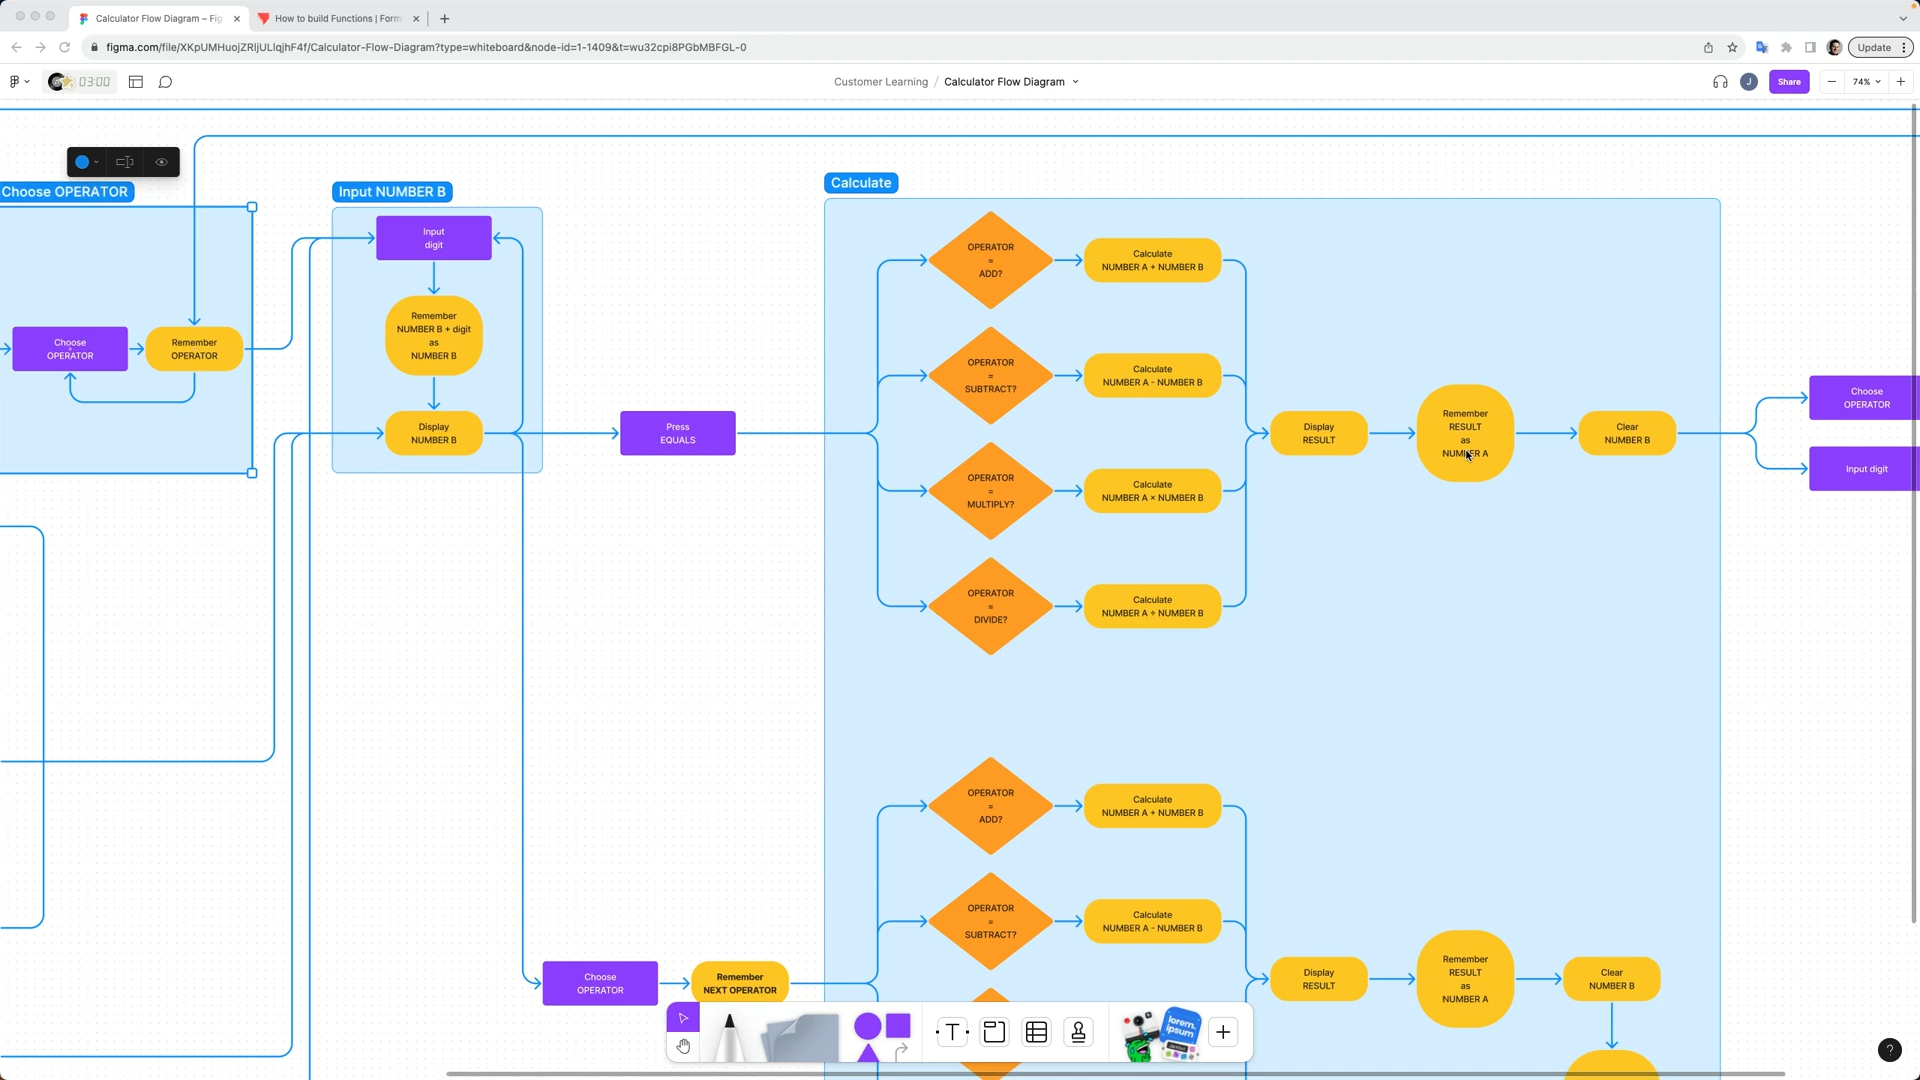 Calculator Flow Diagram – Fig
How to build Functions | Form
figma.com/file/XKpUMHuojZRljULlqjhF4f/Calculator-Flow-Diagram?type=whiteboard&node-id=1-1409&t=wu32cpi8PGbMBFGL-0
Update
03:00
Customer Learning / Calculator Flow Diagram
J
Share
74%
Choose OPERATOR
Choose
OPERATOR
Remember
OPERATOR
Input NUMBER B
Input
digit
Remember
NUMBER B + digit
as
NUMBER B
Display
NUMBER B
Press
EQUALS
Calculate
OPERATOR
=
ADD?
Calculate
NUMBER A + NUMBER B
OPERATOR
=
SUBTRACT?
Calculate
NUMBER A - NUMBER B
OPERATOR
=
MULTIPLY?
Calculate
NUMBER A × NUMBER B
OPERATOR
=
DIVIDE?
Calculate
NUMBER A ÷ NUMBER B
Display
RESULT
Remember
RESULT
as
NUMBER A
Clear
NUMBER B
Choose
OPERATOR
Input digit
Choose
OPERATOR
Remember
NEXT OPERATOR
OPERATOR
=
ADD?
Calculate
NUMBER A + NUMBER B
OPERATOR
=
SUBTRACT?
Calculate
NUMBER A - NUMBER B
Display
RESULT
Remember
RESULT
as
NUMBER A
Clear
NUMBER B
T
lorem.
ipsum
?